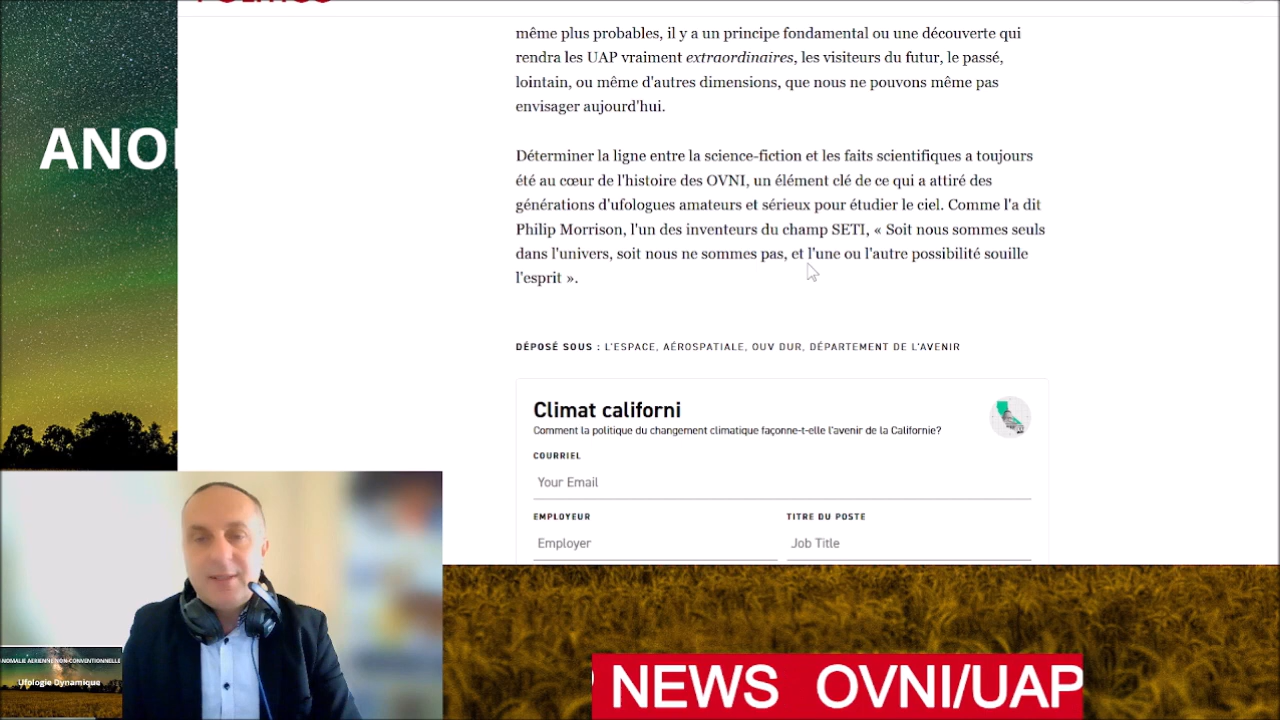 même plus probables, il y a un principe fondamental ou une découverte qui
rendra les UAP vraiment extraordinaires, les visiteurs du futur, le passé,
lointain, ou même d'autres dimensions, que nous ne pouvons même pas
envisager aujourd'hui.
ANO
Déterminer la ligne entre la science-fiction et les faits scientifiques a toujours
été au cœur de l'histoire des OVNI, un élément clé de ce qui a attiré des
générations d'ufologues amateurs et sérieux pour étudier le ciel. Comme l'a dit
Philip Morrison, l'un des inventeurs du champ SETI, « Soit nous sommes seuls
dans l'univers, soit nous ne sommes pas, et l'une ou l'autre possibilité souille
l'esprit ».
DÉPOSÉ SOUS : L'ESPACE, AÉROSPATIALE, OUV DUR, DÉPARTEMENT DE L'AVENIR
Climat californi
Comment la politique du changement climatique façonne-t-elle l'avenir de la Californie?
COURRIEL
Your Email
EMPLOYEUR TITRE DU POSTE
Employer Job Title
NOMALIE AERIENNE NON-CONVENTIONNELLE
Ufologie Dynamique
NEWS OVNI/UAP